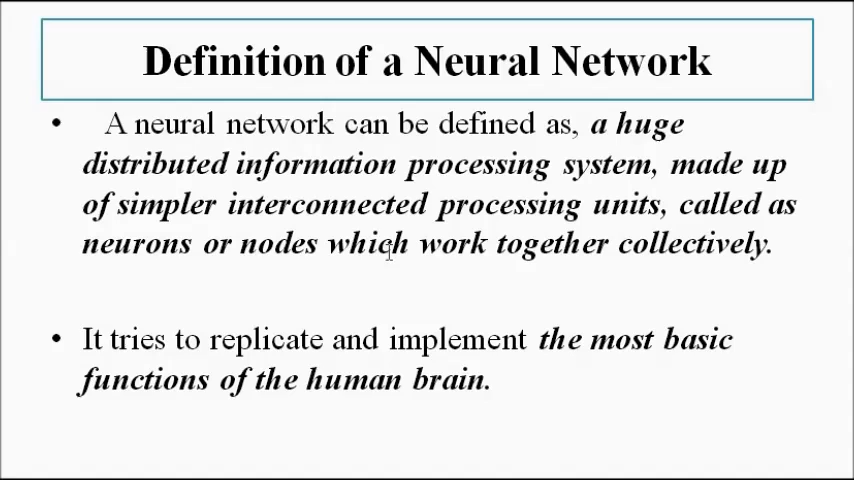 Definition of a Neural Network
• A neural network can be defined as, a huge
distributed information processing system, made up
of simpler interconnected processing units, called as
neurons or nodes which work together collectively.
• It tries to replicate and implement the most basic
functions of the human brain.